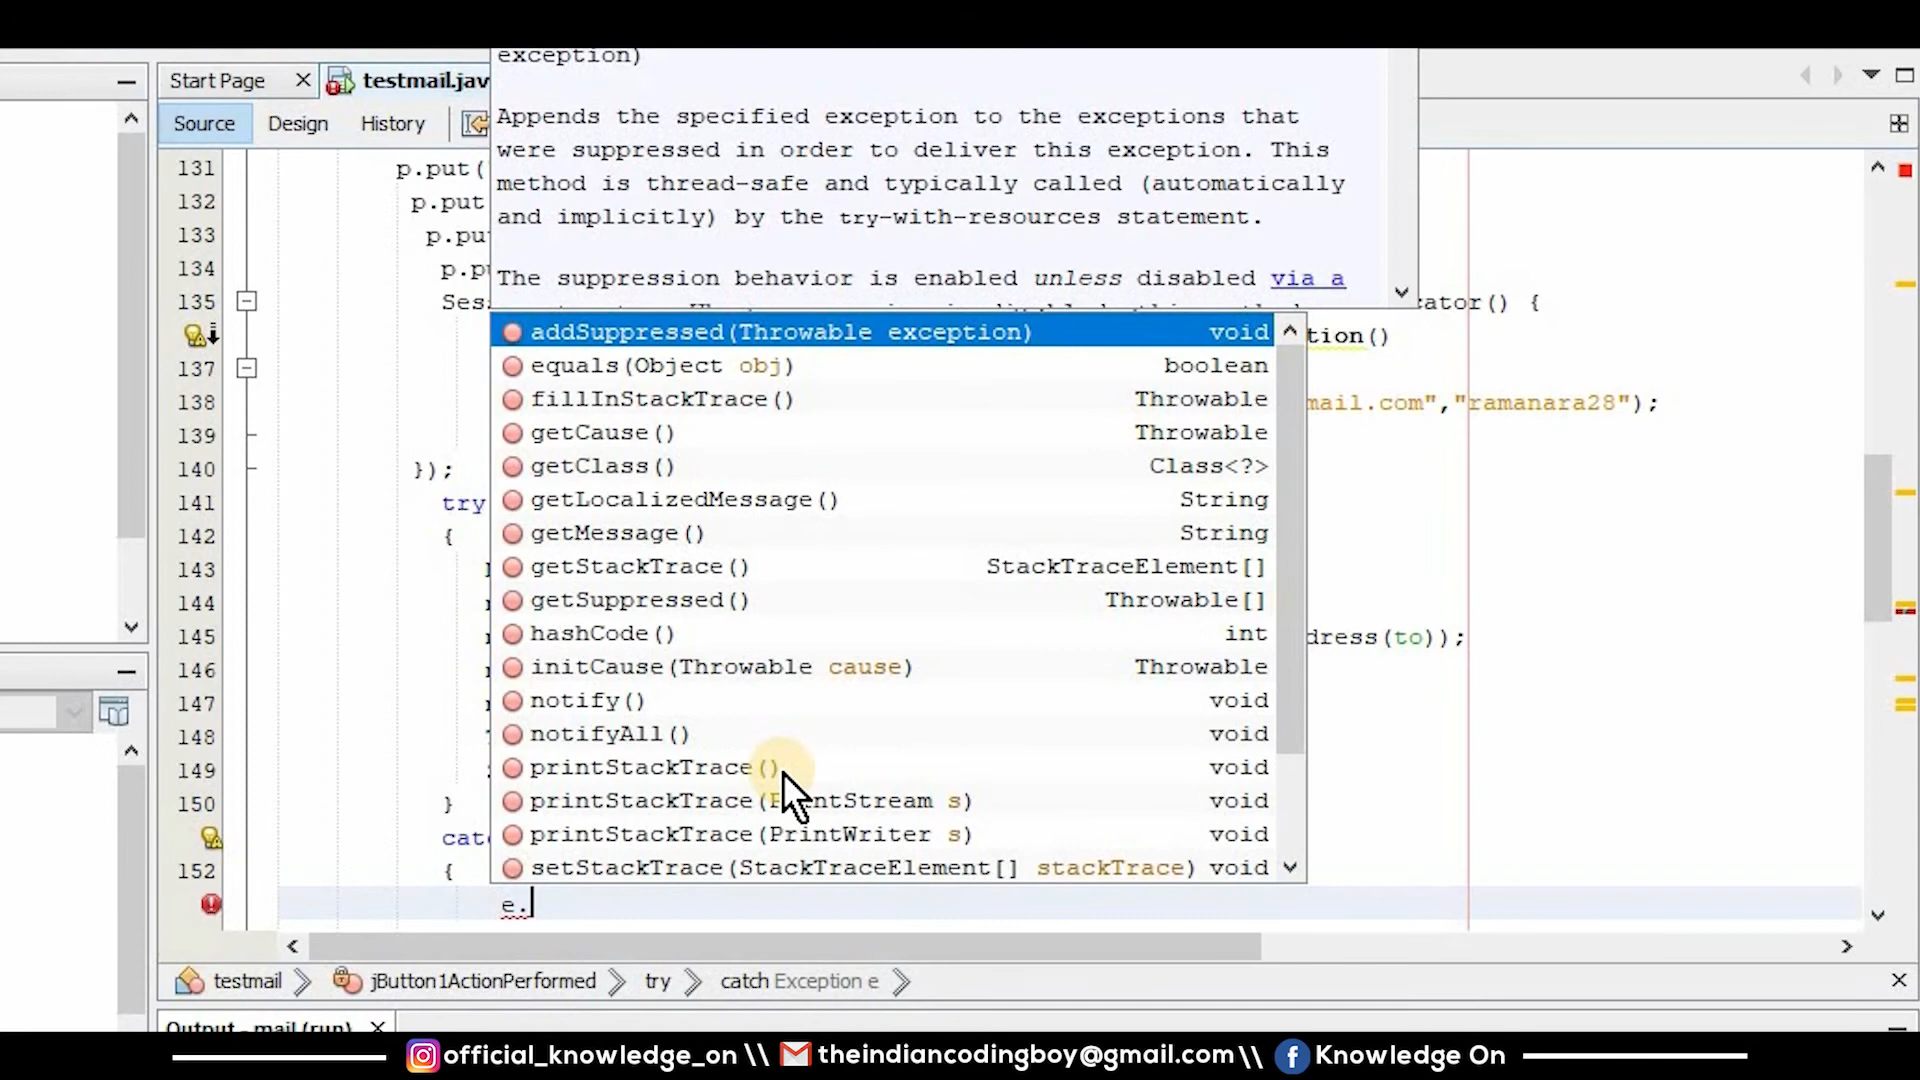 exception)
Start Page
testmail.jav
Appends the specified exception to the exceptions that
were suppressed in order to deliver this exception. This
method is thread-safe and typically called (automatically
and implicitly) by the try-with-resources statement.
The suppression behavior is enabled unless disabled via a
Source Design History
131 p.put(
132 p.put
133 p.pu
134 p.p
135 Sess cator() {
tion()
137
138 mail.com","ramanara28");
139
140 });
141 try
142 {
143
144
145 dress(to));
146
147
148
149
150 }
catc
152 {
e.
addSuppressed(Throwable exception) void
equals(Object obj) boolean
fillInStackTrace() Throwable
getCause() Throwable
getClass() Class<?>
getLocalizedMessage() String
getMessage() String
getStackTrace() StackTraceElement[]
getSuppressed() Throwable[]
hashCode() int
initCause(Throwable cause) Throwable
notify() void
notifyAll() void
printStackTrace() void
printStackTrace(PrintStream s) void
printStackTrace(PrintWriter s) void
setStackTrace(StackTraceElement[] stackTrace) void
testmail jButton1ActionPerformed try catch Exception e
Output - mail (run)
official_knowledge_on \\ theindiancodingboy@gmail.com \\ Knowledge On